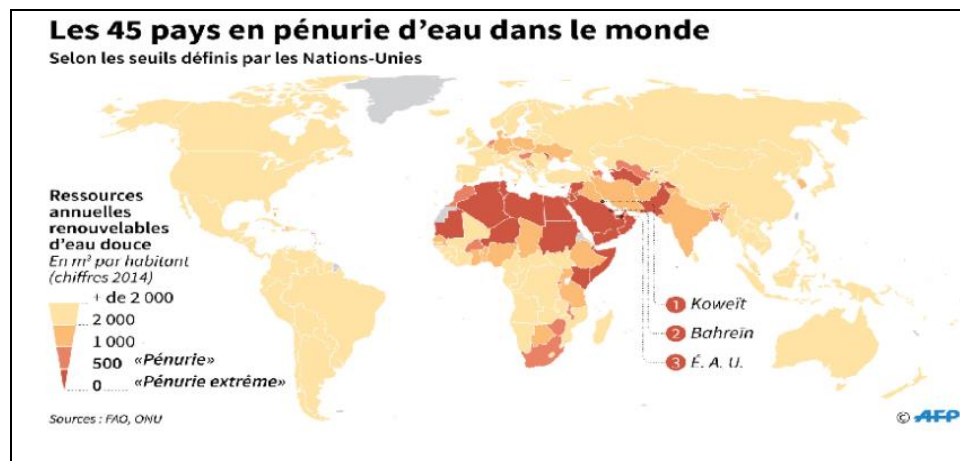 Les 45 pays en pénurie d'eau dans le monde
Selon les seuils définis par les Nations-Unies
Ressources
annuelles
renouvelables
d'eau douce
En m³ par habitant
(chiffres 2014)
+ de 2 000
2 000
1 000
500 «Pénurie»
«Pénurie extrême»
0
1 Koweït
2 Bahreïn
3 É. A. U.
Sources : FAO, ONU
© AFP